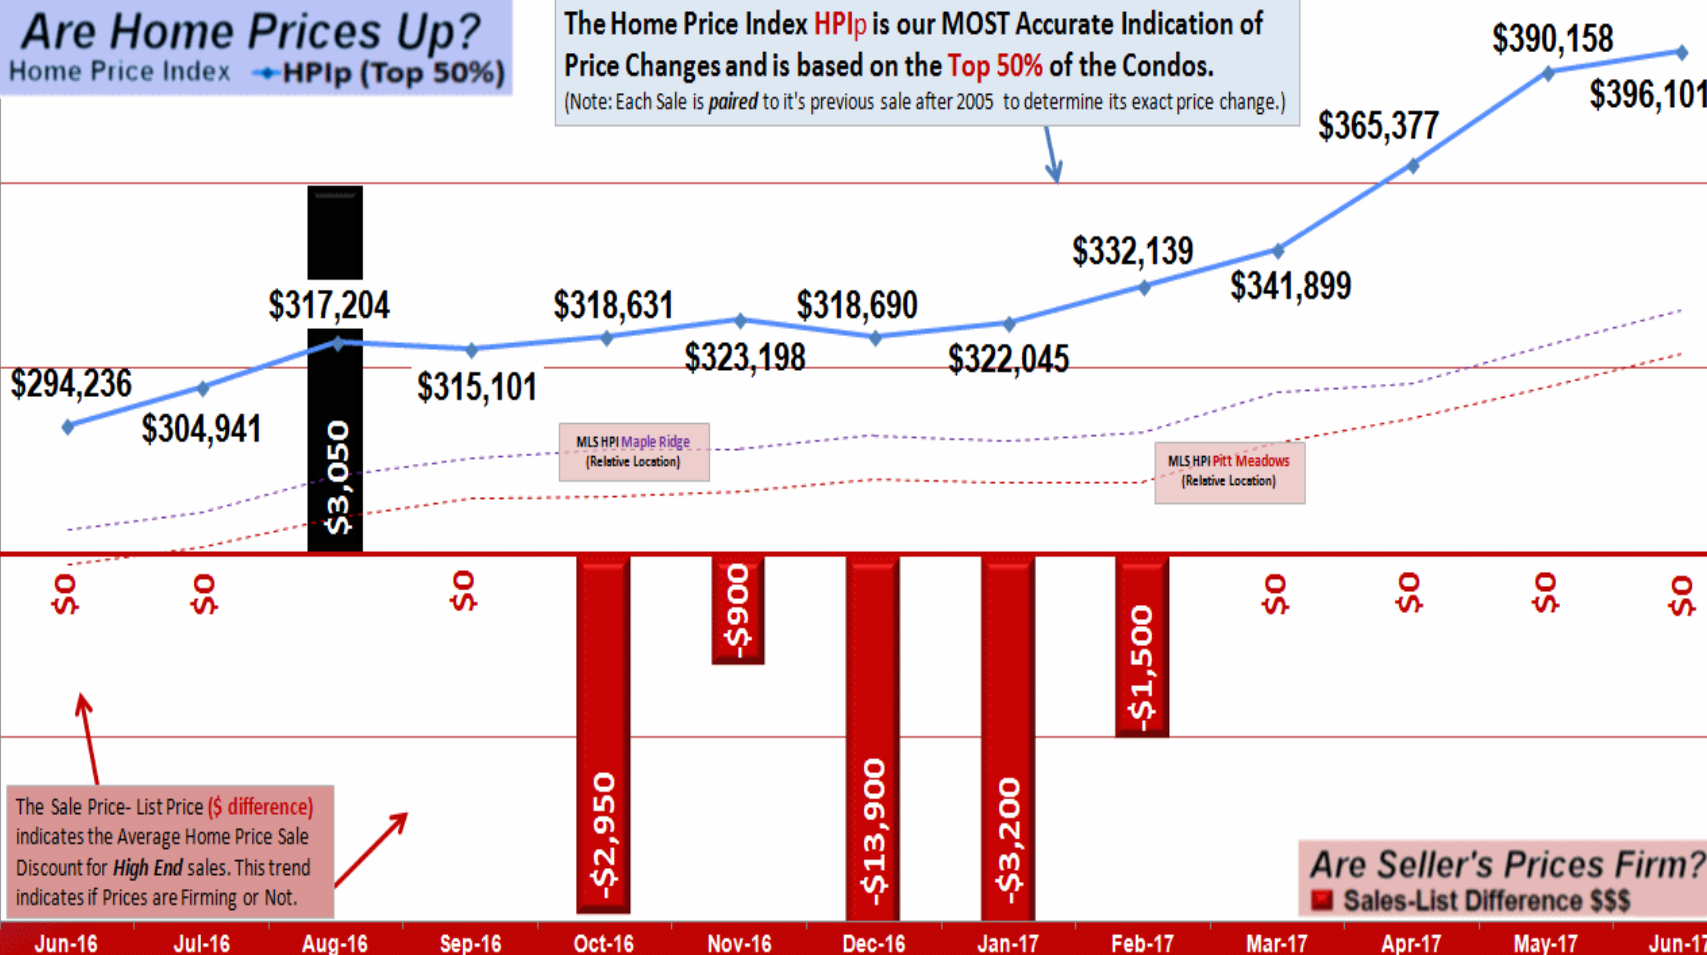 Are Home Prices Up?
Home Price Index HPIp (Top 50%)
The Home Price Index HPIp is our MOST Accurate Indication of
Price Changes and is based on the Top 50% of the Condos.
(Note: Each Sale is paired to it's previous sale after 2005 to determine its exact price change.)
$294,236
$304,941
$317,204
$315,101
$318,631
$323,198
$318,690
$322,045
$332,139
$341,899
$365,377
$390,158
$396,101
MLS HPI Maple Ridge
(Relative Location)
MLS HPI Pitt Meadows
(Relative Location)
$0
$0
$3,050
$0
-$2,950
-$900
-$13,900
-$3,200
-$1,500
$0
$0
$0
$0
The Sale Price- List Price ($ difference)
indicates the Average Home Price Sale
Discount for High End sales. This trend
indicates if Prices are Firming or Not.
Are Seller's Prices Firm?
Sales-List Difference $$$
Jun-16 Jul-16 Aug-16 Sep-16 Oct-16 Nov-16 Dec-16 Jan-17 Feb-17 Mar-17 Apr-17 May-17 Jun-17